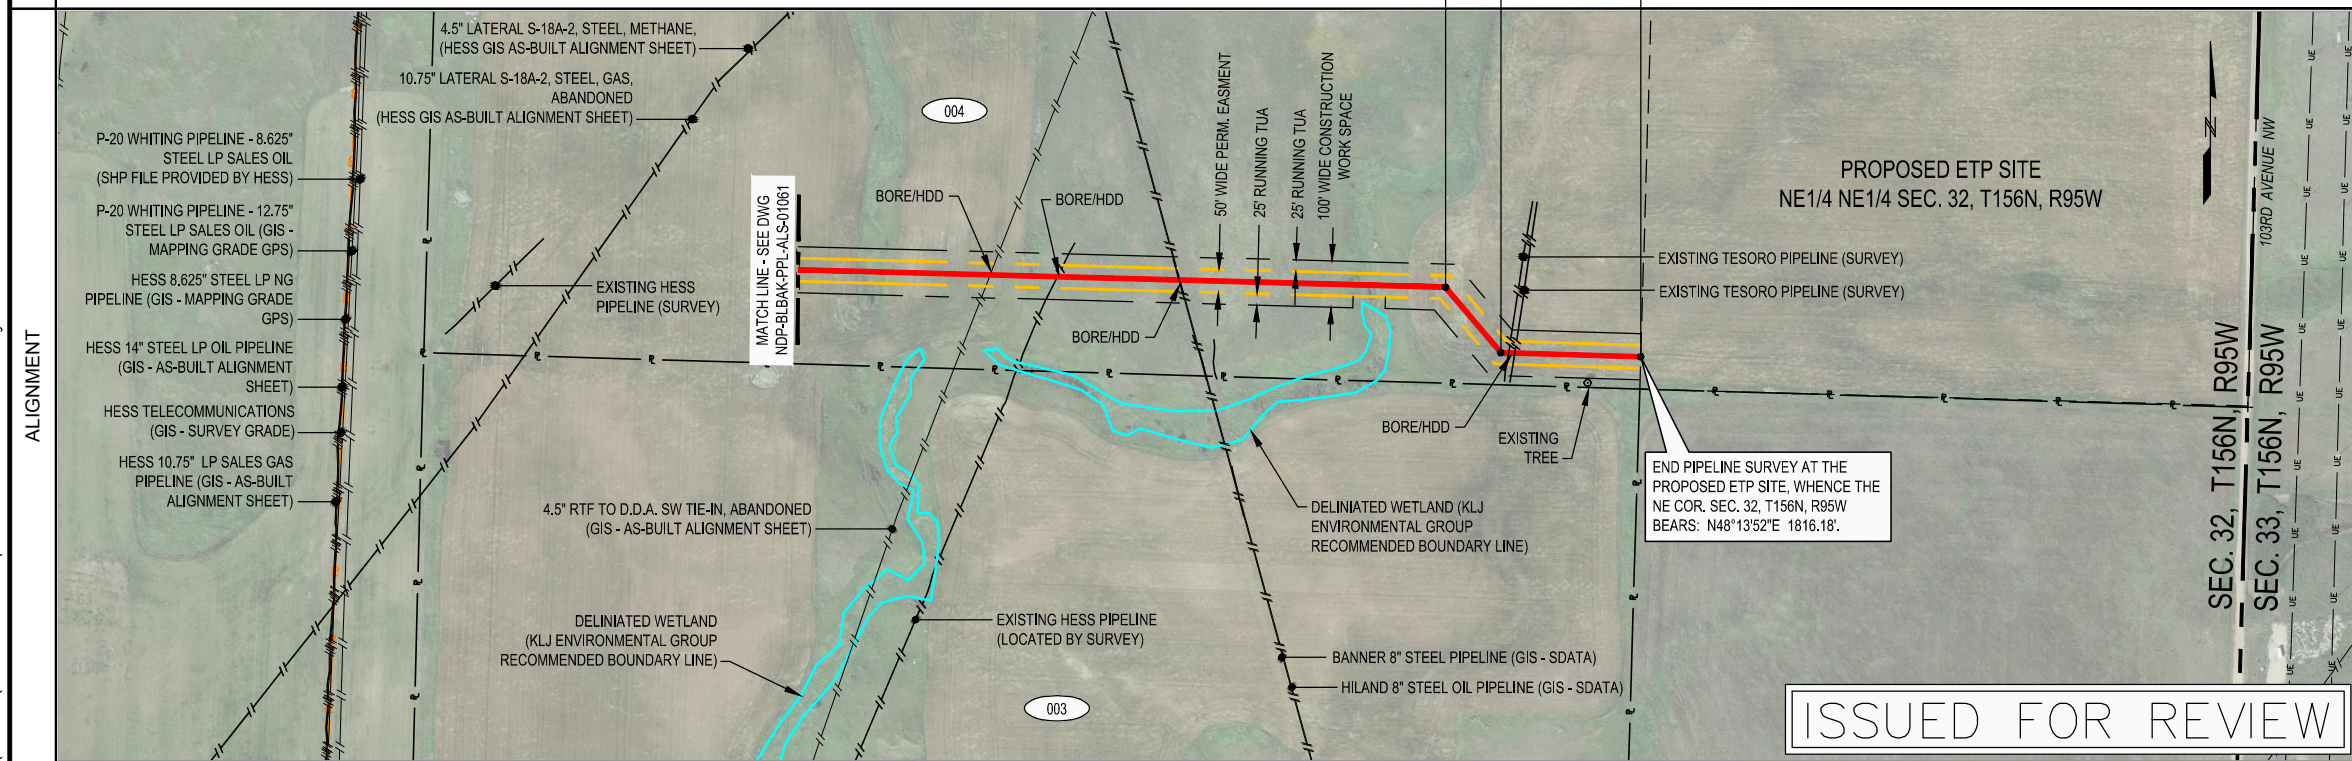 ALIGNMENT
4.5" LATERAL S-18A-2, STEEL, METHANE,
(HESS GIS AS-BUILT ALIGNMENT SHEET)
10.75" LATERAL S-18A-2, STEEL, GAS,
ABANDONED
(HESS GIS AS-BUILT ALIGNMENT SHEET)
P-20 WHITING PIPELINE - 8.625"
STEEL LP SALES OIL
(SHP FILE PROVIDED BY HESS)
P-20 WHITING PIPELINE - 12.75"
STEEL LP SALES OIL (GIS -
MAPPING GRADE GPS)
HESS 8.625" STEEL LP NG
PIPELINE (GIS - MAPPING GRADE
GPS)
HESS 14" STEEL LP OIL PIPELINE
(GIS - AS-BUILT ALIGNMENT
SHEET)
HESS TELECOMMUNICATIONS
(GIS - SURVEY GRADE)
HESS 10.75" LP SALES GAS
PIPELINE (GIS - AS-BUILT
ALIGNMENT SHEET)
EXISTING HESS
PIPELINE (SURVEY)
MATCH LINE - SEE DWG
NDP-BLBAK-PPL-ALS-01061
004
BORE/HDD
BORE/HDD
BORE/HDD
50' WIDE PERM. EASMENT
25' RUNNING TUA
25' RUNNING TUA
100' WIDE CONSTRUCTION
WORK SPACE
PROPOSED ETP SITE
NE1/4 NE1/4 SEC. 32, T156N, R95W
EXISTING TESORO PIPELINE (SURVEY)
EXISTING TESORO PIPELINE (SURVEY)
N
103RD AVENUE NW
BORE/HDD
EXISTING
TREE
END PIPELINE SURVEY AT THE
PROPOSED ETP SITE, WHENCE THE
NE COR. SEC. 32, T156N, R95W
BEARS: N48°13'52"E 1816.18'.
SEC. 32, T156N, R95W
SEC. 33, T156N, R95W
4.5" RTF TO D.D.A. SW TIE-IN, ABANDONED
(GIS - AS-BUILT ALIGNMENT SHEET)
DELINIATED WETLAND (KLJ
ENVIRONMENTAL GROUP
RECOMMENDED BOUNDARY LINE)
DELINIATED WETLAND
(KLJ ENVIRONMENTAL GROUP
RECOMMENDED BOUNDARY LINE)
EXISTING HESS PIPELINE
(LOCATED BY SURVEY)
BANNER 8" STEEL PIPELINE (GIS - SDATA)
HILAND 8" STEEL OIL PIPELINE (GIS - SDATA)
003
ISSUED FOR REVIEW